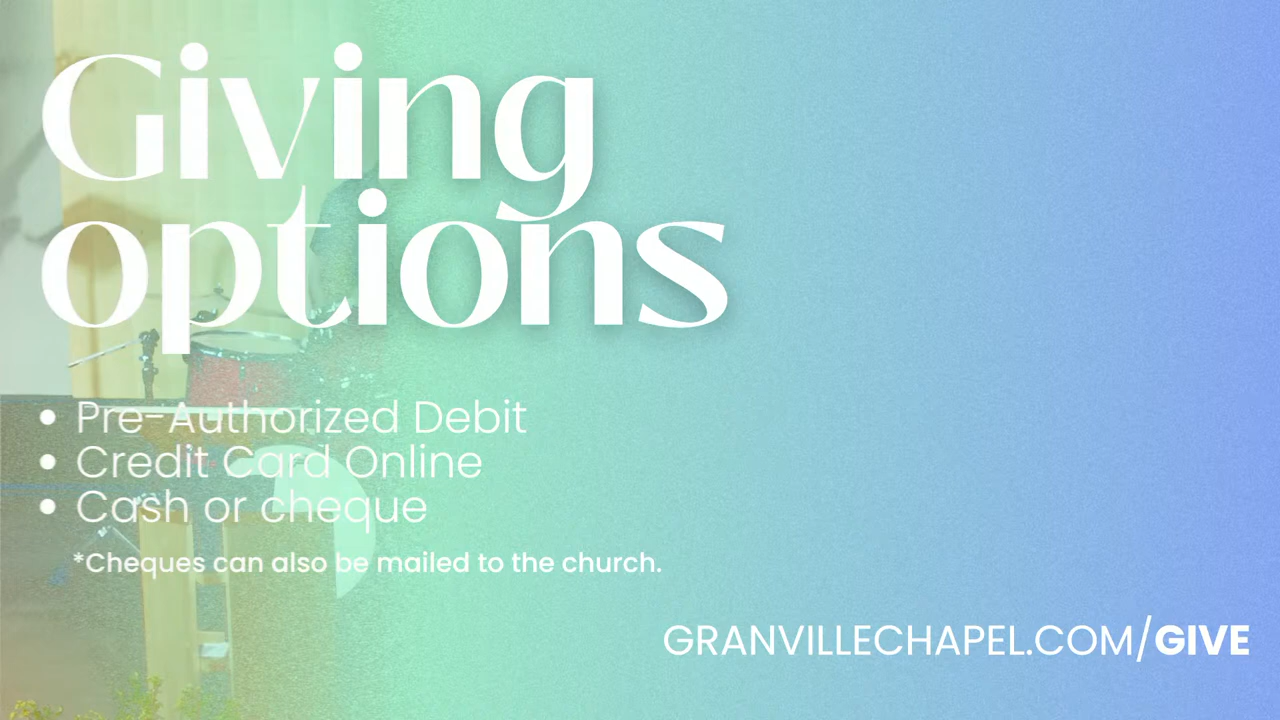 Giving
options
• Pre-Authorized Debit
• Credit Card Online
• Cash or cheque
*Cheques can also be mailed to the church.
GRANVILLECHAPEL.COM/GIVE